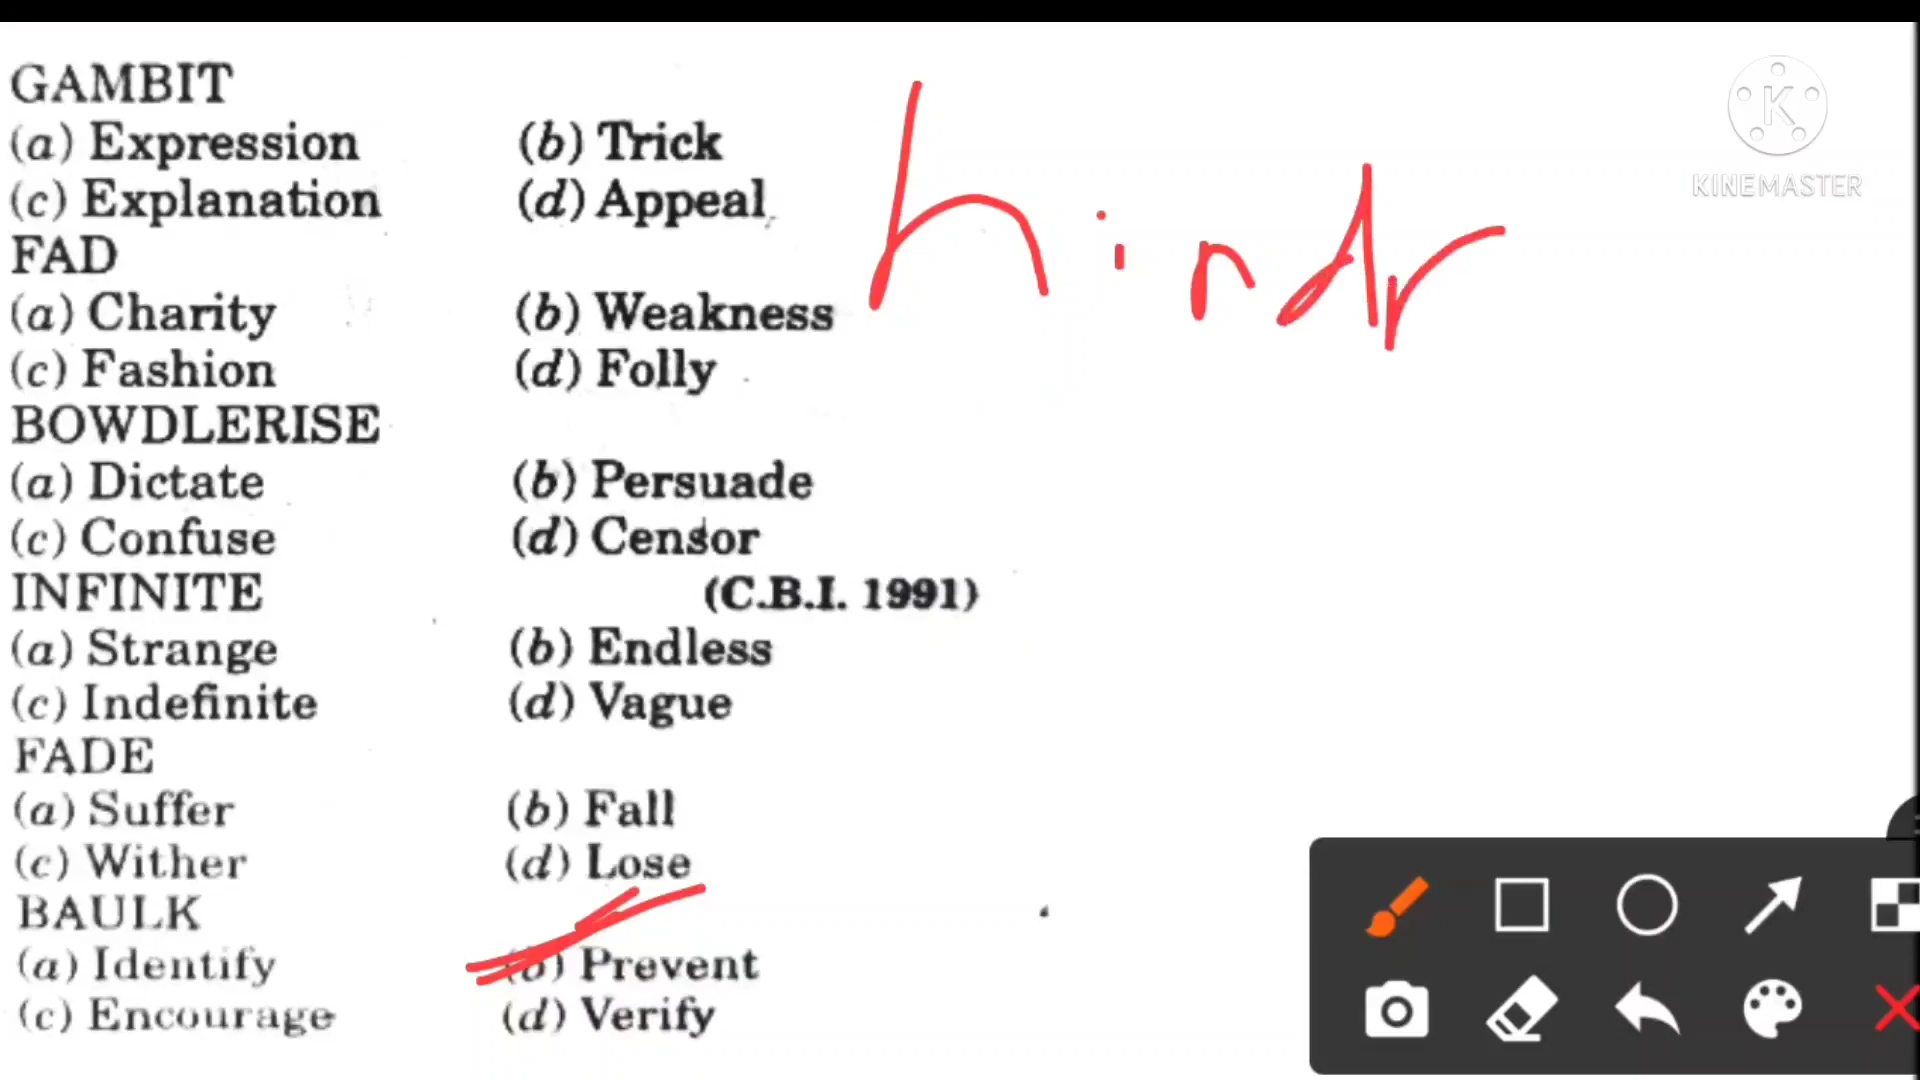 GAMBIT
(a) Expression (b) Trick
(c) Explanation (d) Appeal
FAD
(a) Charity (b) Weakness
(c) Fashion (d) Folly
BOWDLERISE
(a) Dictate (b) Persuade
(c) Confuse (d) Censor
INFINITE (C.B.I. 1991)
(a) Strange (b) Endless
(c) Indefinite (d) Vague
FADE
(a) Suffer (b) Fall
(c) Wither (d) Lose
BAULK
(a) Identify (b) Prevent
(c) Encourage (d) Verify
hindr
K
KINEMASTER